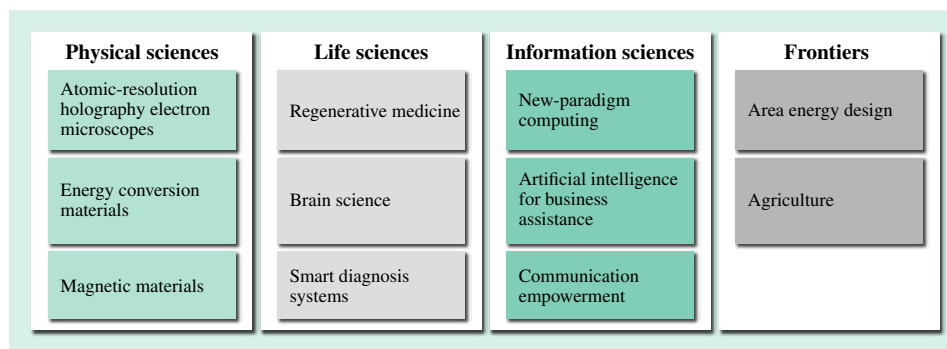 Physical sciences
Atomic-resolution
holography electron
microscopes
Energy conversion
materials
Magnetic materials
Life sciences
Regenerative medicine
Brain science
Smart diagnosis
systems
Information sciences
New-paradigm
computing
Artificial intelligence
for business
assistance
Communication
empowerment
Frontiers
Area energy design
Agriculture